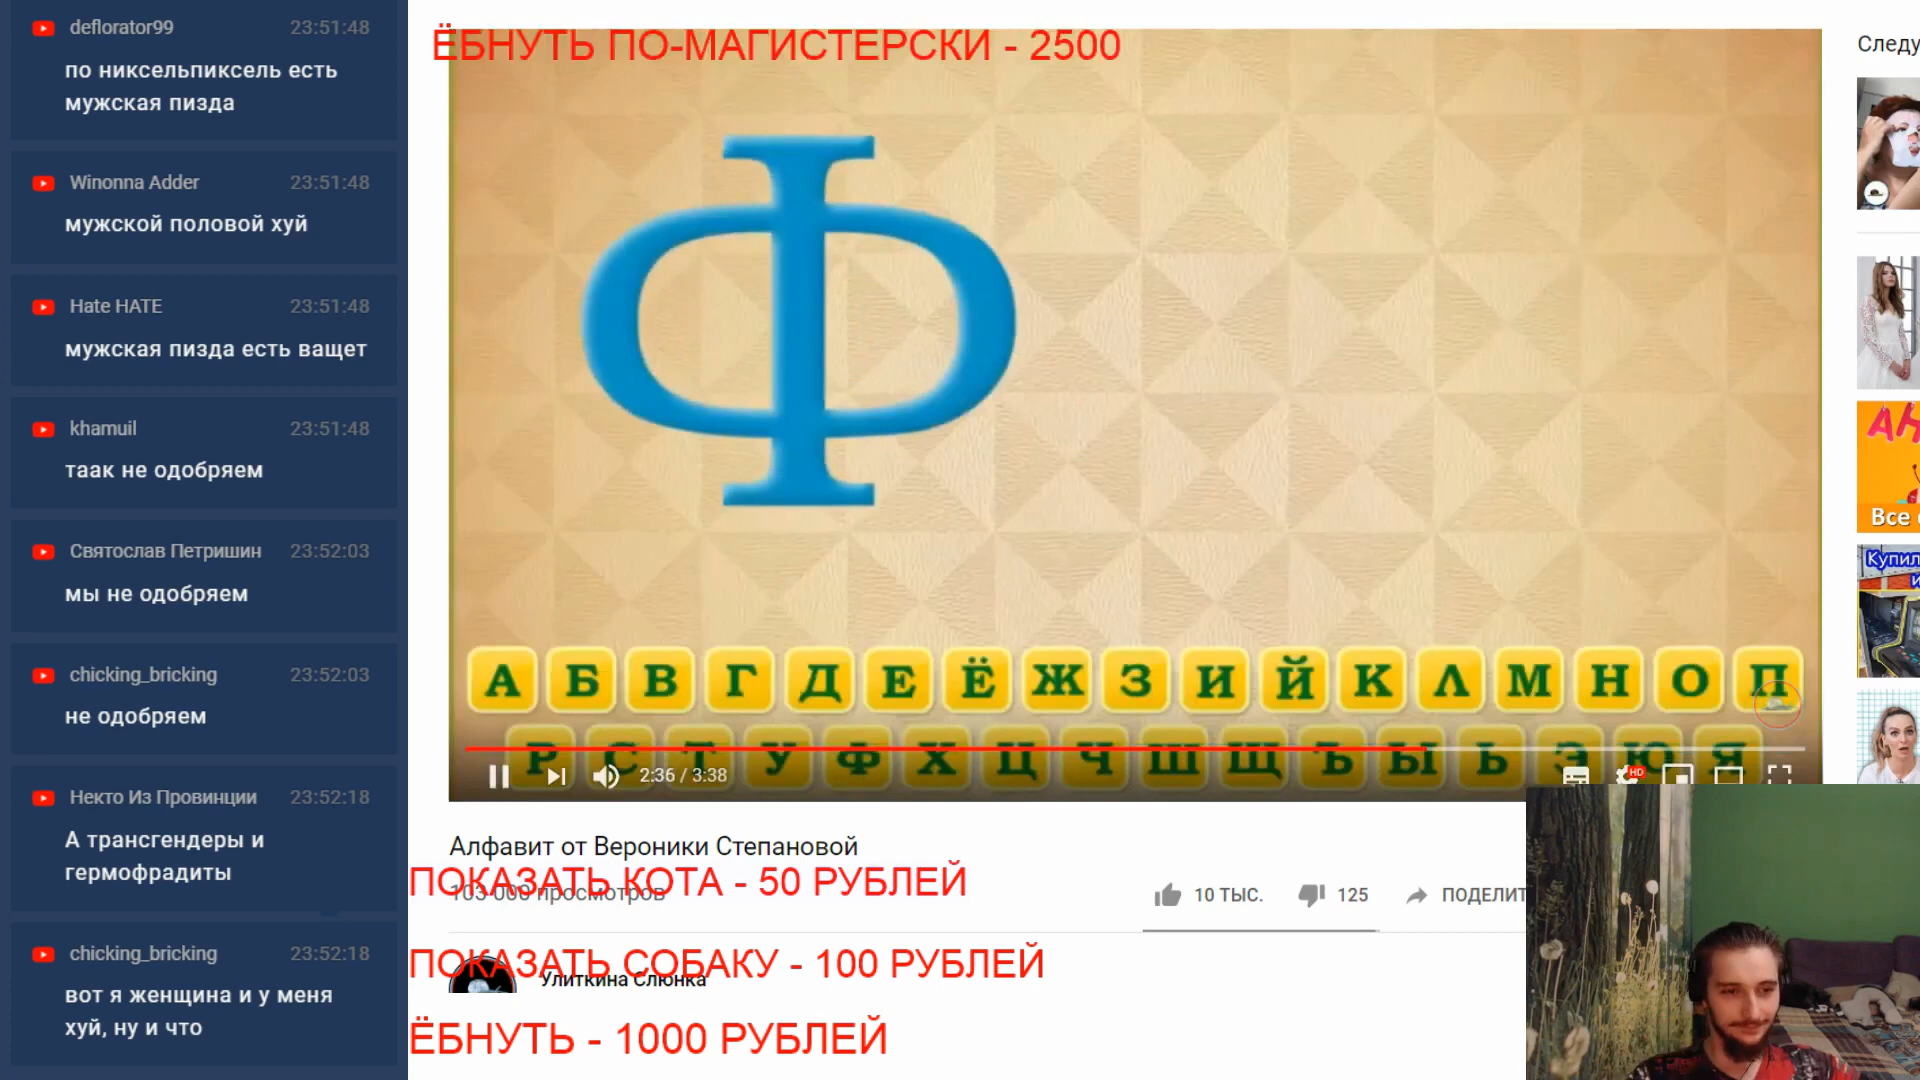 deflorator99 23:51:48
по никсельпиксель есть
мужская пизда
Winonna Adder 23:51:48
мужской половой хуй
Hate HATE 23:51:48
мужская пизда есть ващет
khamuil 23:51:48
таак не одобряем
Святослав Петришин 23:52:03
мы не одобряем
chicking_bricking 23:52:03
не одобряем
Некто Из Провинции 23:52:18
А трансгендеры и
гермофрадиты
chicking_bricking 23:52:18
вот я женщина и у меня
хуй, ну и что
ЁБНУТЬ ПО-МАГИСТЕРСКИ - 2500
Ф
А Б В Г Д Е Ё Ж З И Й К Л М Н О П
Р С Т У Ф Х Ц Ч Ш Щ Ъ Ы Ь Э Ю Я
2:36 / 3:38
HD
Алфавит от Вероники Степановой
ПОКАЗАТЬ КОТА - 50 РУБЛЕЙ
103 000 просмотров
10 ТЫС. 125 ПОДЕЛИТ
ПОКАЗАТЬ СОБАКУ - 100 РУБЛЕЙ
Улиткина Слюнка
ЁБНУТЬ - 1000 РУБЛЕЙ
Следу
АН
Все
Купил